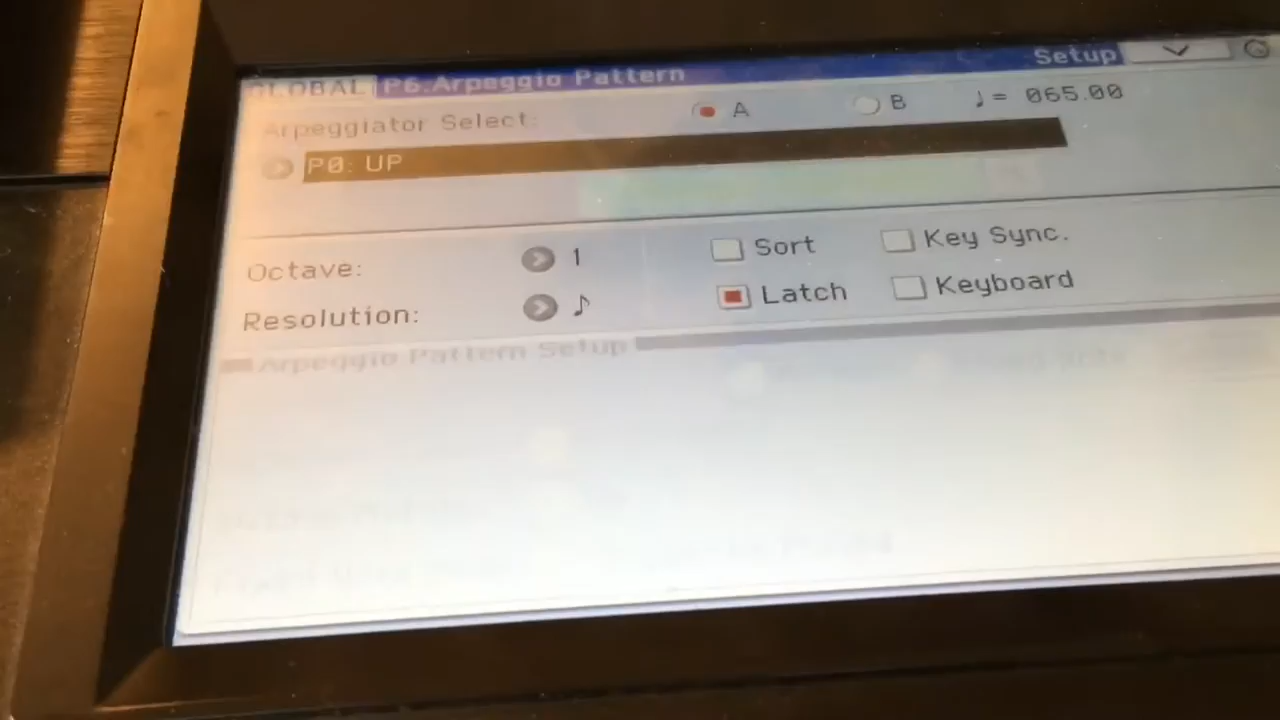 GLOBAL P6:Arpeggio Pattern Setup
Arpeggiator Select: A B ♩= 065.00
P0: UP
Octave: 1 Sort Key Sync.
Resolution: ♪ Latch Keyboard
Arpeggio Pattern Setup